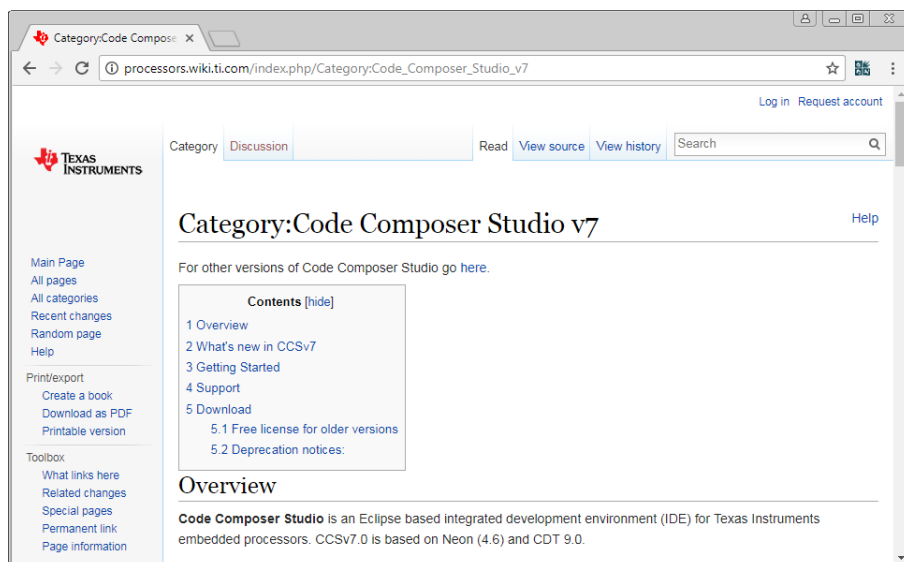 Category:Code Compos
processors.wiki.ti.com/index.php/Category:Code_Composer_Studio_v7
Log in Request account
TEXAS
INSTRUMENTS
Category Discussion Read View source View history Search
Category:Code Composer Studio v7
Help
For other versions of Code Composer Studio go here.
Contents [hide]
1 Overview
2 What's new in CCSv7
3 Getting Started
4 Support
5 Download
5.1 Free license for older versions
5.2 Deprecation notices:
Main Page
All pages
All categories
Recent changes
Random page
Help
Print/export
Create a book
Download as PDF
Printable version
Toolbox
What links here
Related changes
Special pages
Permanent link
Page information
Overview
Code Composer Studio is an Eclipse based integrated development environment (IDE) for Texas Instruments
embedded processors. CCSv7.0 is based on Neon (4.6) and CDT 9.0.